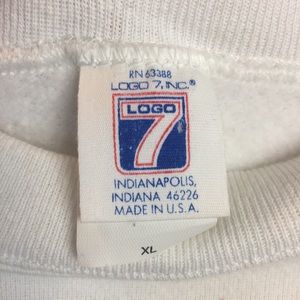 RN 63388
LOGO 7, INC.®
LOGO
7
INDIANAPOLIS,
INDIANA 46226
MADE IN U.S.A.
XL